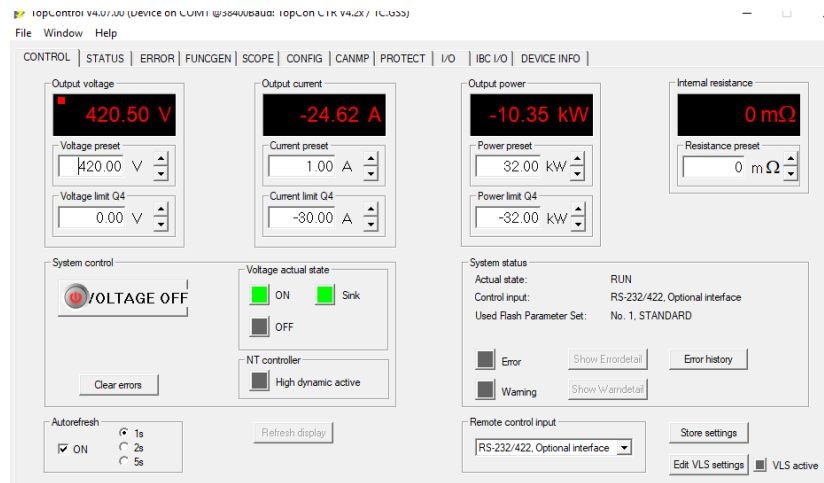 TopControl V4.07.00 (Device on COM1 @38400Baud: TopCon CTR V4.2x / TC.GSS)
File Window Help
CONTROL STATUS ERROR FUNCGEN SCOPE CONFIG CANMP PROTECT I/O IBC I/O DEVICE INFO
Output voltage Output current Output power Internal resistance
420.50 V -24.62 A -10.35 kW 0 mΩ
Voltage preset Current preset Power preset Resistance preset
420.00 V 1.00 A 32.00 kW 0 mΩ
Voltage limit Q4 Current limit Q4 Power limit Q4
0.00 V -30.00 A -32.00 kW
System control Voltage actual state System status
Actual state: RUN
VOLTAGE OFF ON Sink Control input: RS-232/422, Optional interface
Used Flash Parameter Set: No. 1, STANDARD
OFF
NT controller Error Show Errordetail Error history
Clear errors High dynamic active Warning Show Warndetail
Autorefresh Remote control input
ON 1s Refresh display Store settings
2s RS-232/422, Optional interface
5s Edit VLS settings VLS active